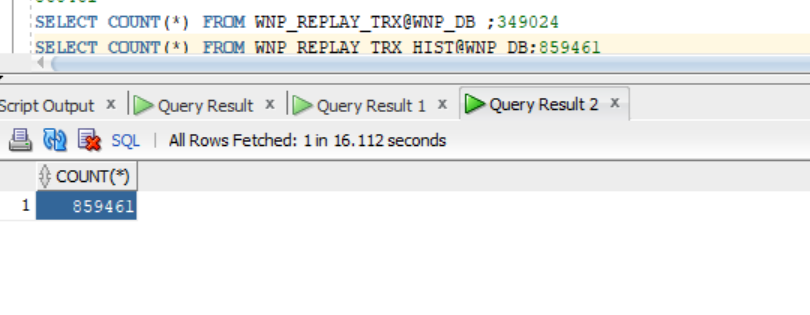 SELECT COUNT(*) FROM WNP_REPLAY_TRX@WNP_DB ;349024
SELECT COUNT(*) FROM WNP_REPLAY_TRX_HIST@WNP_DB;859461
Script Output x Query Result x Query Result 1 x Query Result 2 x
SQL | All Rows Fetched: 1 in 16.112 seconds
COUNT(*)
1 859461